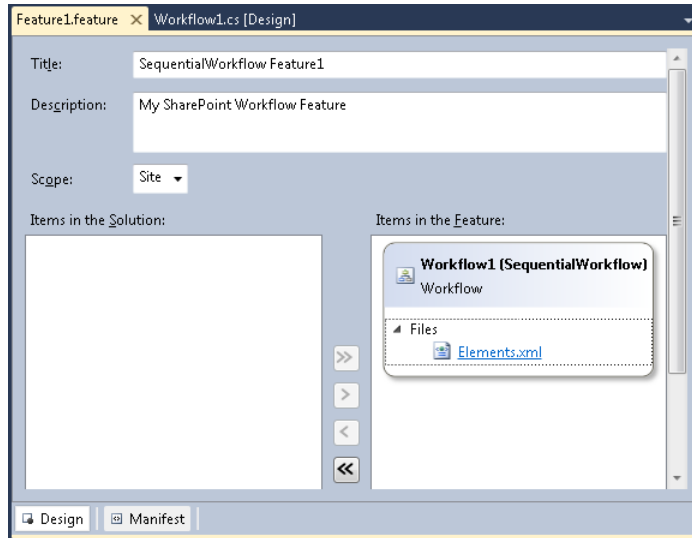 Feature1.feature
Workflow1.cs [Design]
Title:
SequentialWorkflow Feature1
Description:
My SharePoint Workflow Feature
Scope:
Site
Items in the Solution:
Items in the Feature:
Workflow1 (SequentialWorkflow)
Workflow
Files
Elements.xml
Design
Manifest